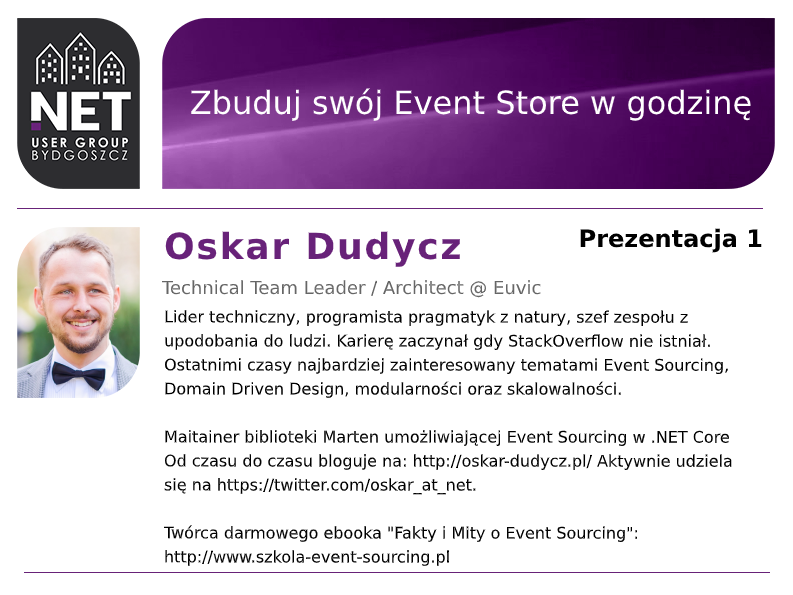 Zbuduj swój Event Store w godzinę
.NET
USER GROUP
BYDGOSZCZ
Oskar Dudycz
Prezentacja 1
Technical Team Leader / Architect @ Euvic
Lider techniczny, programista pragmatyk z natury, szef zespołu z
upodobania do ludzi. Karierę zaczynał gdy StackOverflow nie istniał.
Ostatnimi czasy najbardziej zainteresowany tematami Event Sourcing,
Domain Driven Design, modularności oraz skalowalności.
Maitainer biblioteki Marten umożliwiającej Event Sourcing w .NET Core
Od czasu do czasu bloguje na: http://oskar-dudycz.pl/ Aktywnie udziela
się na https://twitter.com/oskar_at_net.
Twórca darmowego ebooka "Fakty i Mity o Event Sourcing":
http://www.szkola-event-sourcing.pl